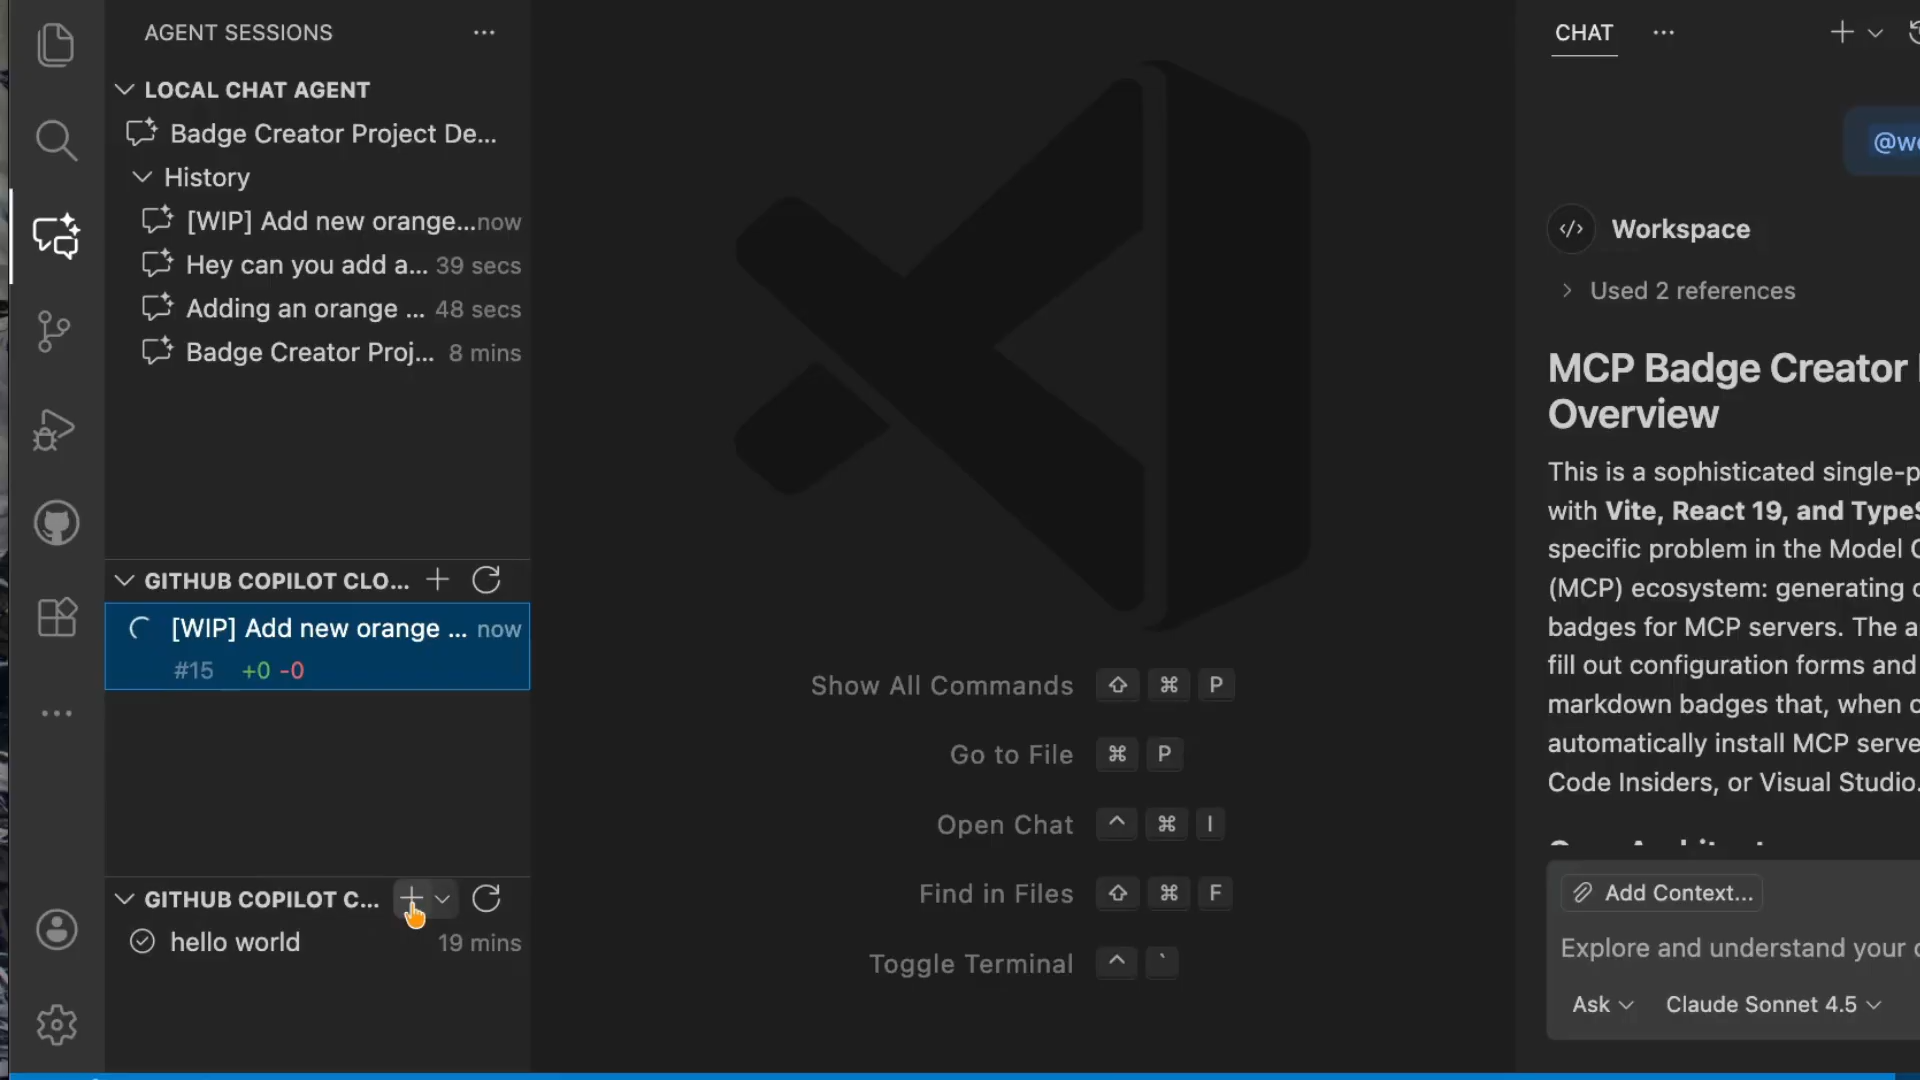 AGENT SESSIONS
LOCAL CHAT AGENT
Badge Creator Project De...
History
[WIP] Add new orange... now
Hey can you add a... 39 secs
Adding an orange ... 48 secs
Badge Creator Proj... 8 mins
GITHUB COPILOT CLO...
[WIP] Add new orange ... now
#15 +0 -0
GITHUB COPILOT C...
hello world 19 mins
Show All Commands ⇧ ⌘ P
Go to File ⌘ P
Open Chat ^ ⌘ I
Find in Files ⇧ ⌘ F
Toggle Terminal ^ `
CHAT
Workspace
Used 2 references
MCP Badge Creator
Overview
This is a sophisticated single-p
with Vite, React 19, and TypeS
specific problem in the Model C
(MCP) ecosystem: generating
badges for MCP servers. The a
fill out configuration forms and
markdown badges that, when
automatically install MCP serve
Code Insiders, or Visual Studio.
Add Context...
Explore and understand your
Ask Claude Sonnet 4.5